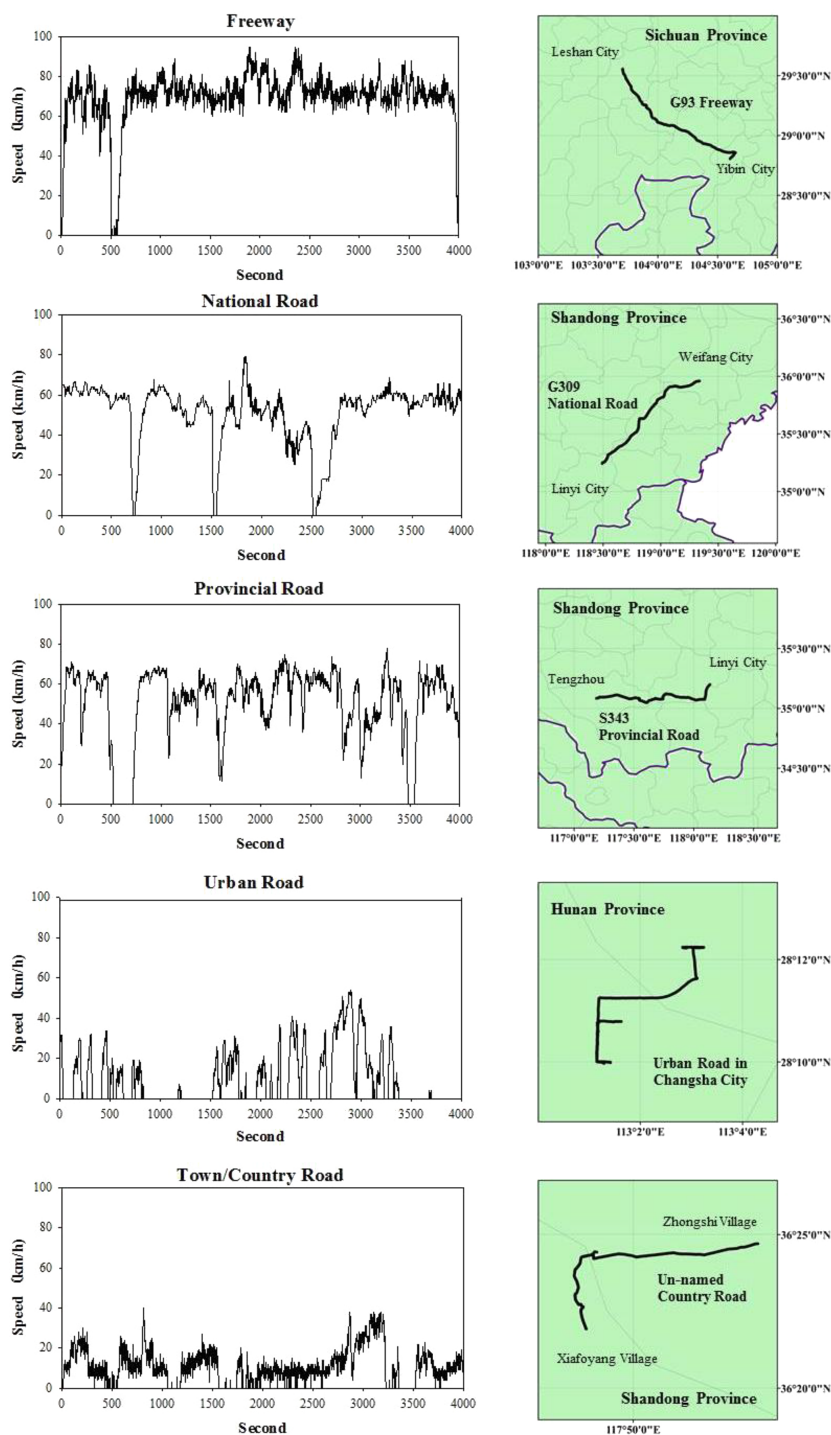 Freeway
100
80
60
40
20
0
Speed (km/h)
0 500 1000 1500 2000 2500 3000 3500 4000
Second
Sichuan Province
Leshan City
G93 Freeway
Yibin City
29°30'0"N
29°0'0"N
28°30'0"N
103°0'0"E 103°30'0"E 104°0'0"E 104°30'0"E 105°0'0"E
National Road
100
80
60
40
20
0
Speed (km/h)
0 500 1000 1500 2000 2500 3000 3500 4000
Second
Shandong Province
Weifang City
G309
National Road
Linyi City
36°30'0"N
36°0'0"N
35°30'0"N
35°0'0"N
118°0'0"E 118°30'0"E 119°0'0"E 119°30'0"E 120°0'0"E
Provincial Road
100
80
60
40
20
0
Speed (km/h)
0 500 1000 1500 2000 2500 3000 3500 4000
Second
Shandong Province
Linyi City
Tengzhou
S343
Provincial Road
35°30'0"N
35°0'0"N
34°30'0"N
117°0'0"E 117°30'0"E 118°0'0"E 118°30'0"E
Urban Road
100
80
60
40
20
0
Speed (km/h)
0 500 1000 1500 2000 2500 3000 3500 4000
Second
Hunan Province
Urban Road in
Changsha City
28°12'0"N
28°10'0"N
113°2'0"E 113°4'0"E
Town/Country Road
100
80
60
40
20
0
Speed (km/h)
0 500 1000 1500 2000 2500 3000 3500 4000
Second
Zhongshi Village
Un-named
Country Road
Xiafoyang Village
Shandong Province
36°25'0"N
36°20'0"N
117°50'0"E